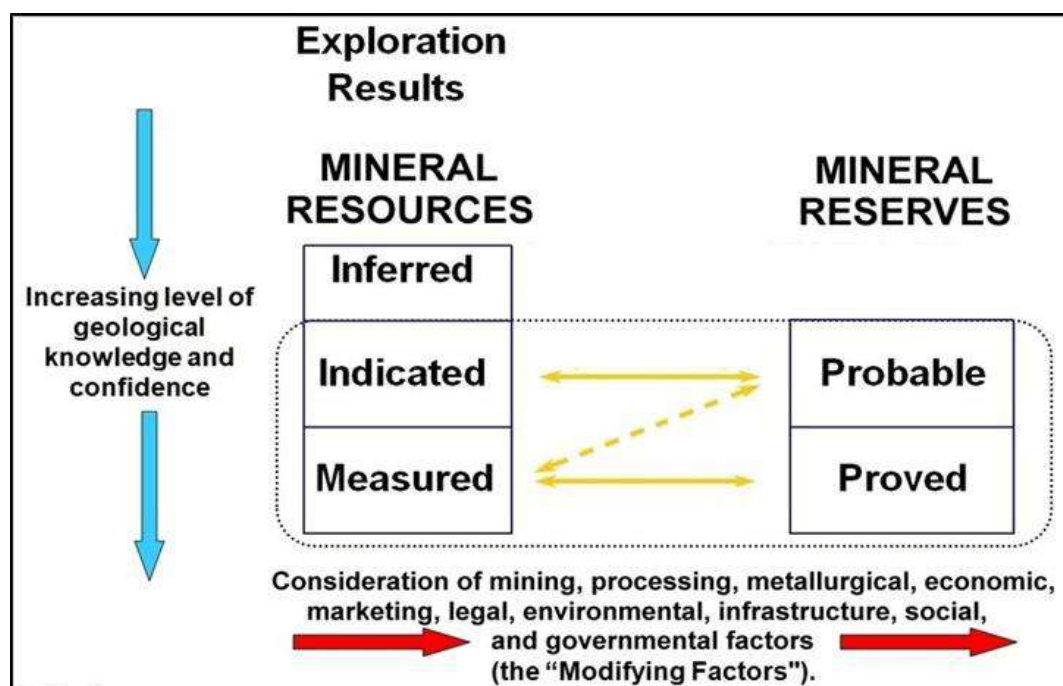 Exploration
Results
MINERAL
RESOURCES
MINERAL
RESERVES
Inferred
Increasing level of
geological
knowledge and
confidence
Indicated
Probable
Measured
Proved
Consideration of mining, processing, metallurgical, economic,
marketing, legal, environmental, infrastructure, social,
and governmental factors
(the “Modifying Factors").